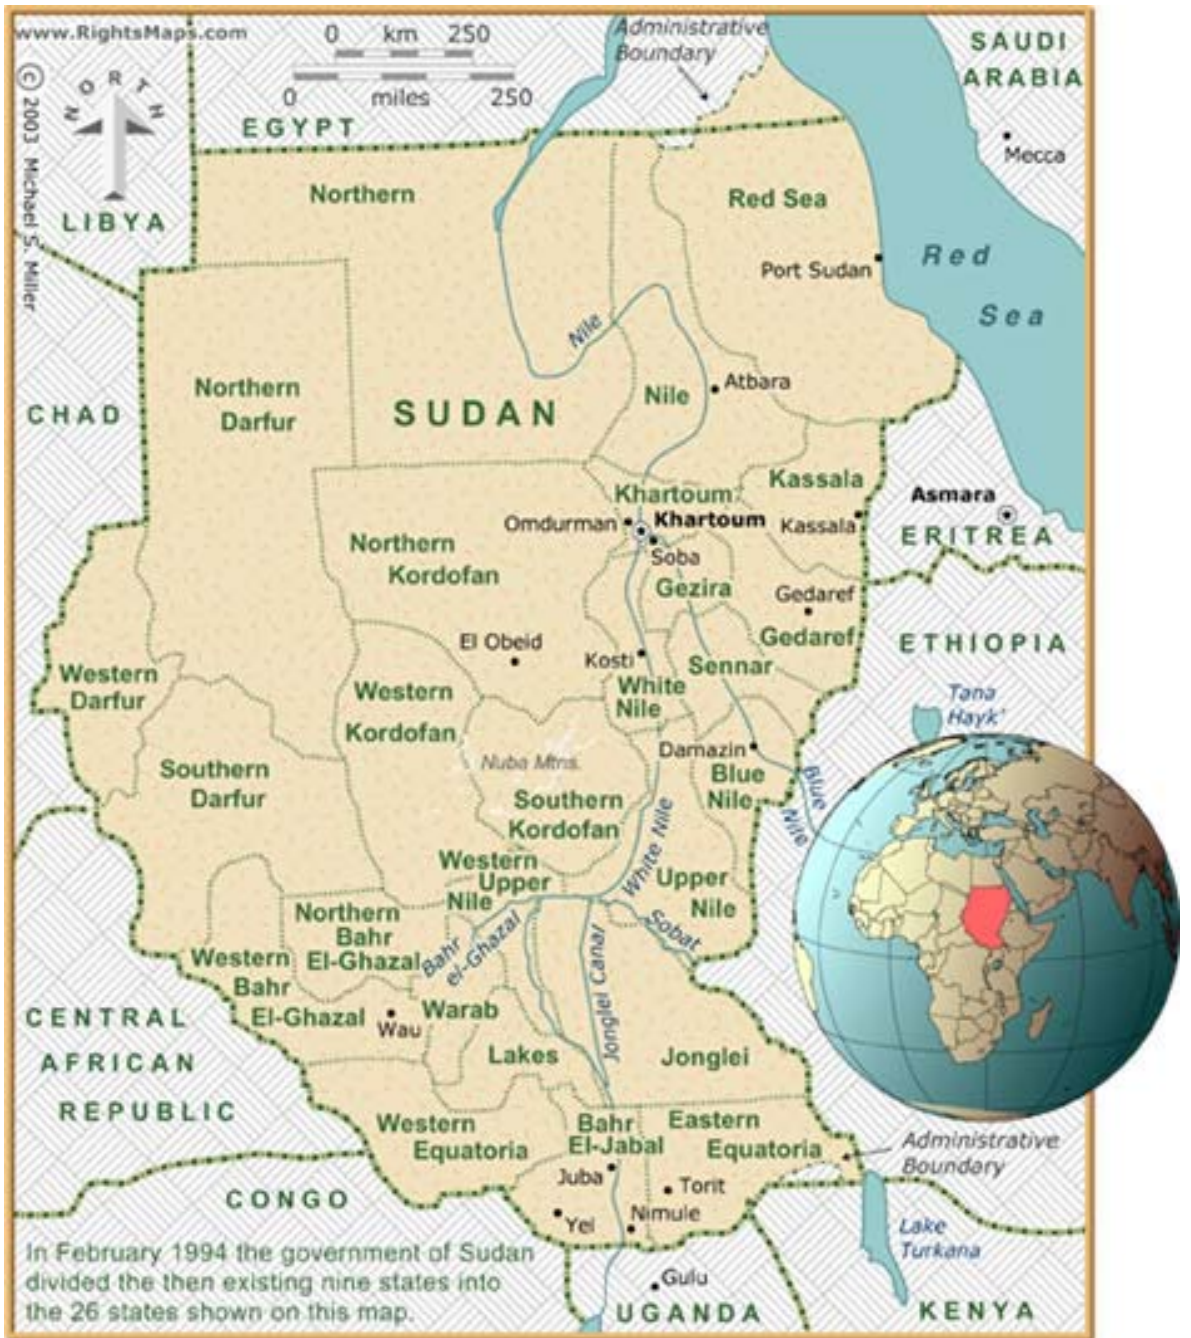 www.RightsMaps.com
© 2003 Michael S. Miller
NORTH
0 km 250
0 miles 250
Administrative
Boundary
SAUDI
ARABIA
Mecca
EGYPT
LIBYA
Northern
Red Sea
Port Sudan
Red
Sea
Nile
Northern
Darfur
CHAD
SUDAN
Nile
Atbara
Kassala
Khartoum
Omdurman
Khartoum
Kassala
Soba
Asmara
ERITREA
Northern
Kordofan
Gezira
Gedaref
Gedaref
El Obeid
Kosti
Sennar
ETHIOPIA
Western
Darfur
Western
Kordofan
White
Nile
Tana
Hayk'
Nuba Mtns.
Damazin
Blue
Nile
Blue
Nile
Southern
Darfur
Southern
Kordofan
White Nile
Western
Upper
Nile
Upper
Nile
Northern
Bahr
El-Ghazal
Bahr
el-Ghazal
Sobat
Western
Bahr
El-Ghazal
Wau
Warab
Jonglei Canal
Lakes
Jonglei
CENTRAL
AFRICAN
REPUBLIC
Western
Equatoria
Bahr
El-Jabal
Eastern
Equatoria
Administrative
Boundary
Juba
Torit
Yei
Nimule
CONGO
Lake
Turkana
Gulu
UGANDA
KENYA
In February 1994 the government of Sudan
divided the then existing nine states into
the 26 states shown on this map.